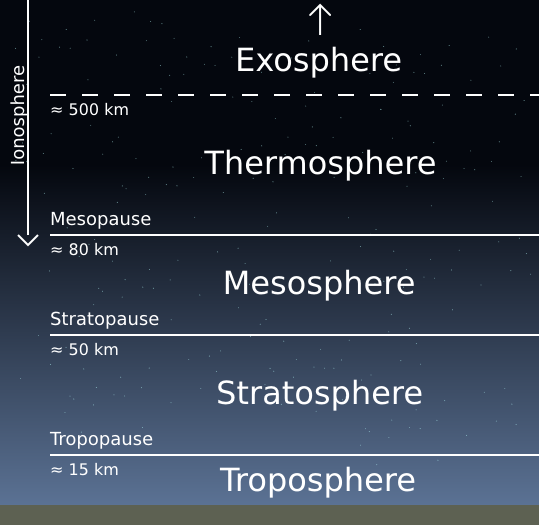 Exosphere
≈ 500 km
Ionosphere
Thermosphere
Mesopause
≈ 80 km
Mesosphere
Stratopause
≈ 50 km
Stratosphere
Tropopause
≈ 15 km
Troposphere